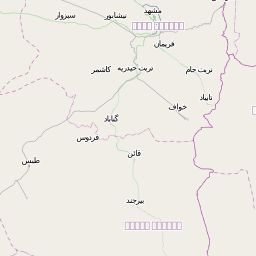 مشهد
نیشابور
سبزوار
فریمان
تربت جام
تربت حیدریه
کاشمر
تایباد
خواف
گناباد
فردوس
قائن
طبس
بیرجند